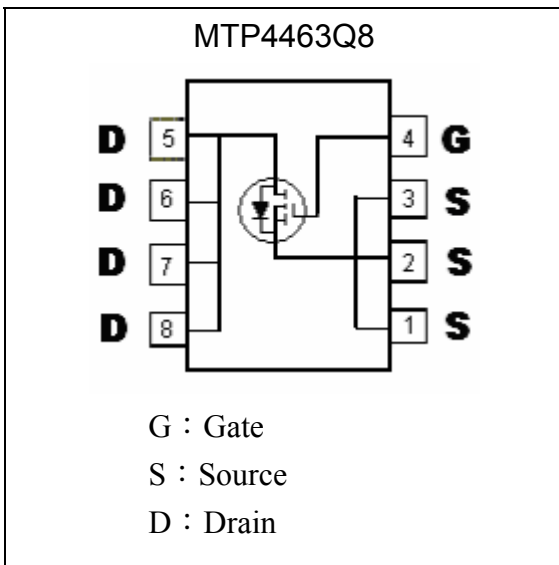 MTP4463Q8
D 5 4 G
D 6 3 S
D 7 2 S
D 8 1 S
G：Gate
S：Source
D：Drain